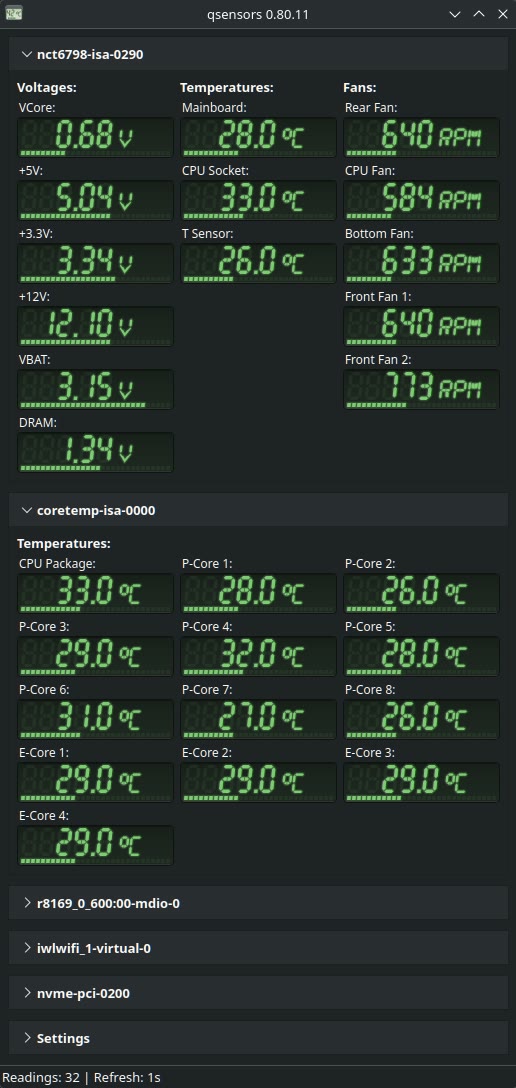 qsensors 0.80.11
nct6798-isa-0290
Voltages: Temperatures: Fans:
VCore: Mainboard: Rear Fan:
0.68 V 28.0 °C 640 RPM
+5V: CPU Socket: CPU Fan:
5.04 V 33.0 °C 584 RPM
+3.3V: T Sensor: Bottom Fan:
3.34 V 26.0 °C 633 RPM
+12V: Front Fan 1:
12.10 V 640 RPM
VBAT: Front Fan 2:
3.15 V 773 RPM
DRAM:
1.34 V
coretemp-isa-0000
Temperatures:
CPU Package: P-Core 1: P-Core 2:
33.0 °C 28.0 °C 26.0 °C
P-Core 3: P-Core 4: P-Core 5:
29.0 °C 32.0 °C 28.0 °C
P-Core 6: P-Core 7: P-Core 8:
31.0 °C 27.0 °C 26.0 °C
E-Core 1: E-Core 2: E-Core 3:
29.0 °C 29.0 °C 29.0 °C
E-Core 4:
29.0 °C
r8169_0_600:00-mdio-0
iwlwifi_1-virtual-0
nvme-pci-0200
Settings
Readings: 32 | Refresh: 1s